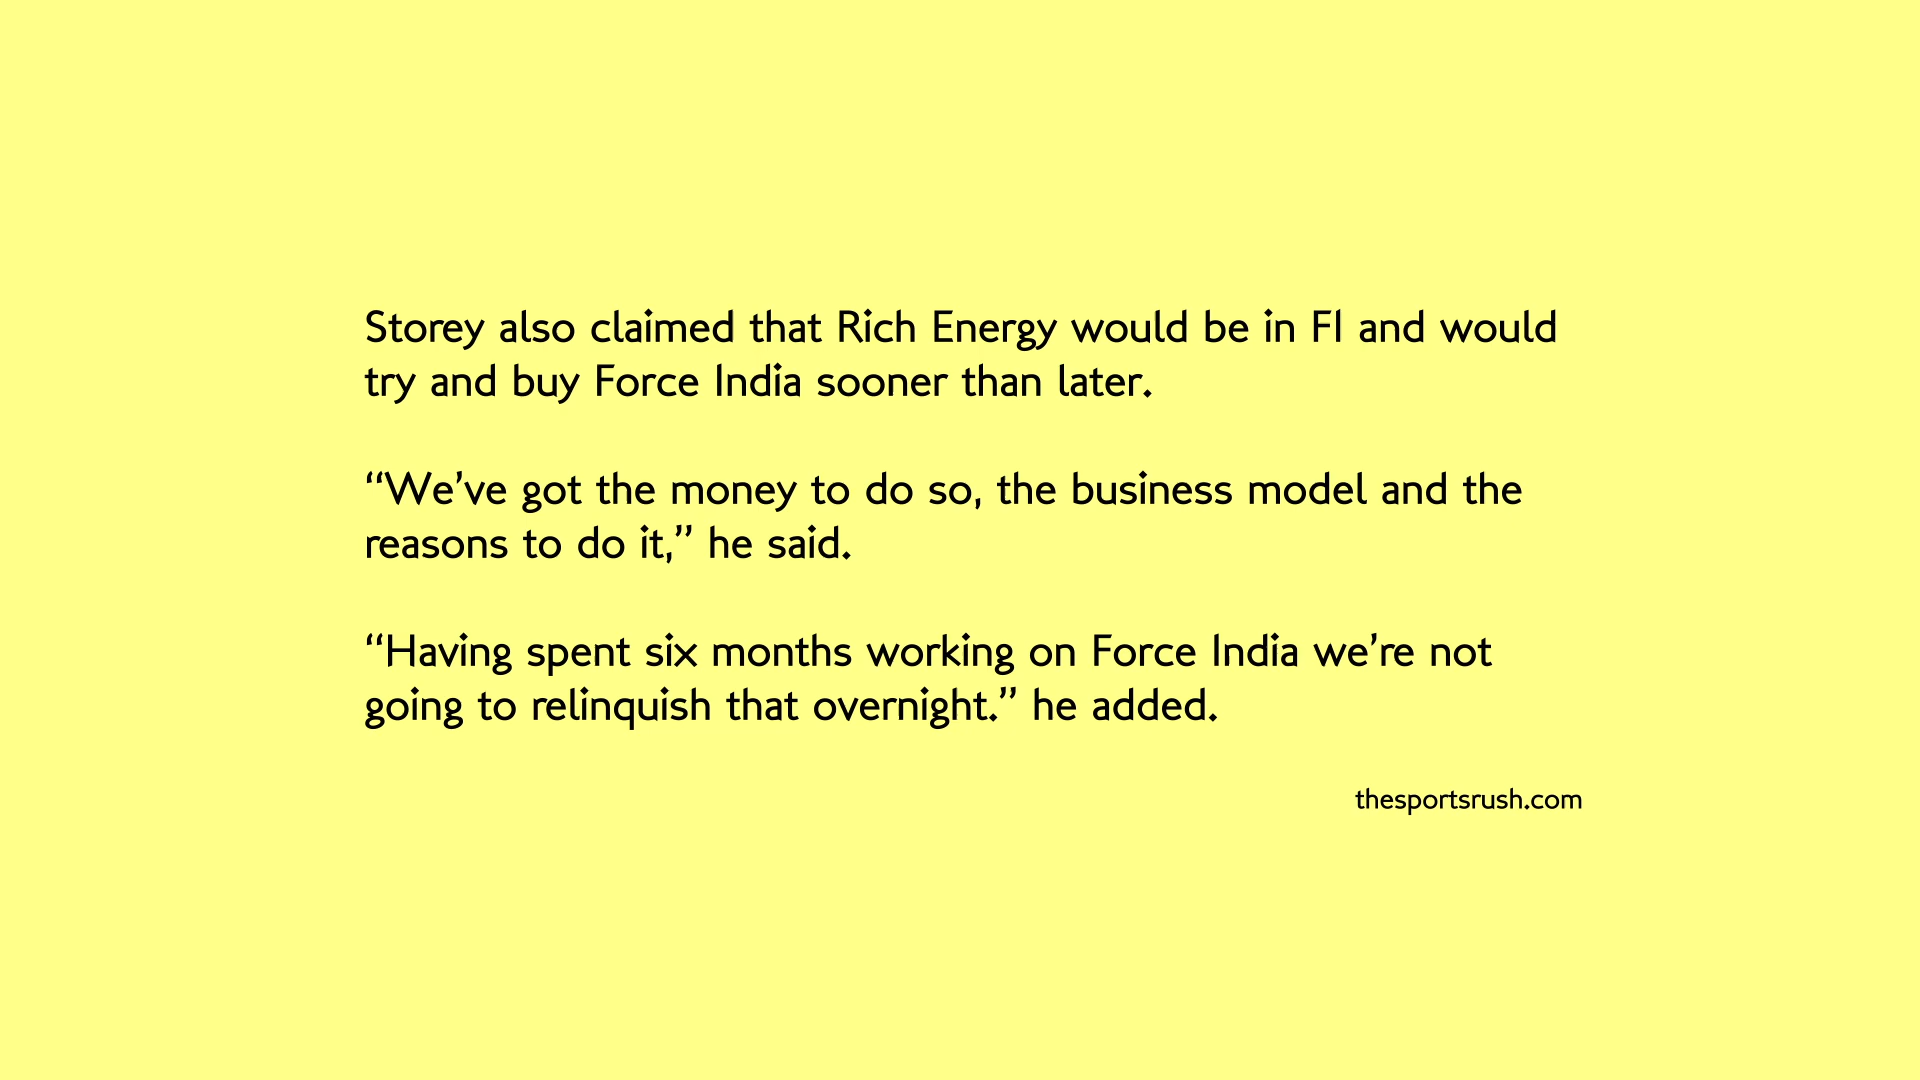 Storey also claimed that Rich Energy would be in F1 and would
try and buy Force India sooner than later.
“We’ve got the money to do so, the business model and the
reasons to do it,” he said.
“Having spent six months working on Force India we’re not
going to relinquish that overnight.” he added.
thesportsrush.com